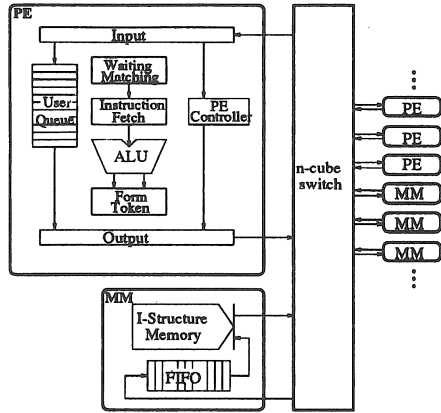 PE
Input
User
Queue
Waiting
Matching
Instruction
Fetch
ALU
Form
Token
PE
Controller
Output
n-cube
switch
PE
PE
PE
MM
MM
MM
MM
I-Structure
Memory
FIFO